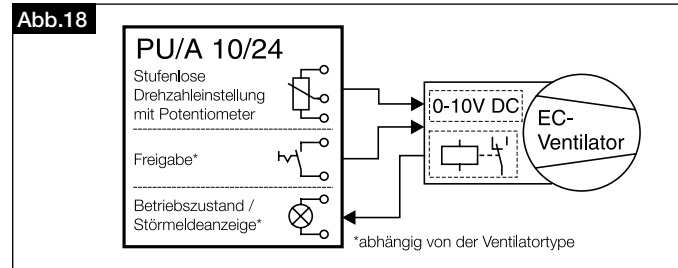 Abb.18
PU/A 10/24
Stufenlose
Drehzahleinstellung
mit Potentiometer
Freigabe*
Betriebszustand /
Störmeldeanzeige*
0-10V DC
EC-
Ventilator
*abhängig von der Ventilatortype